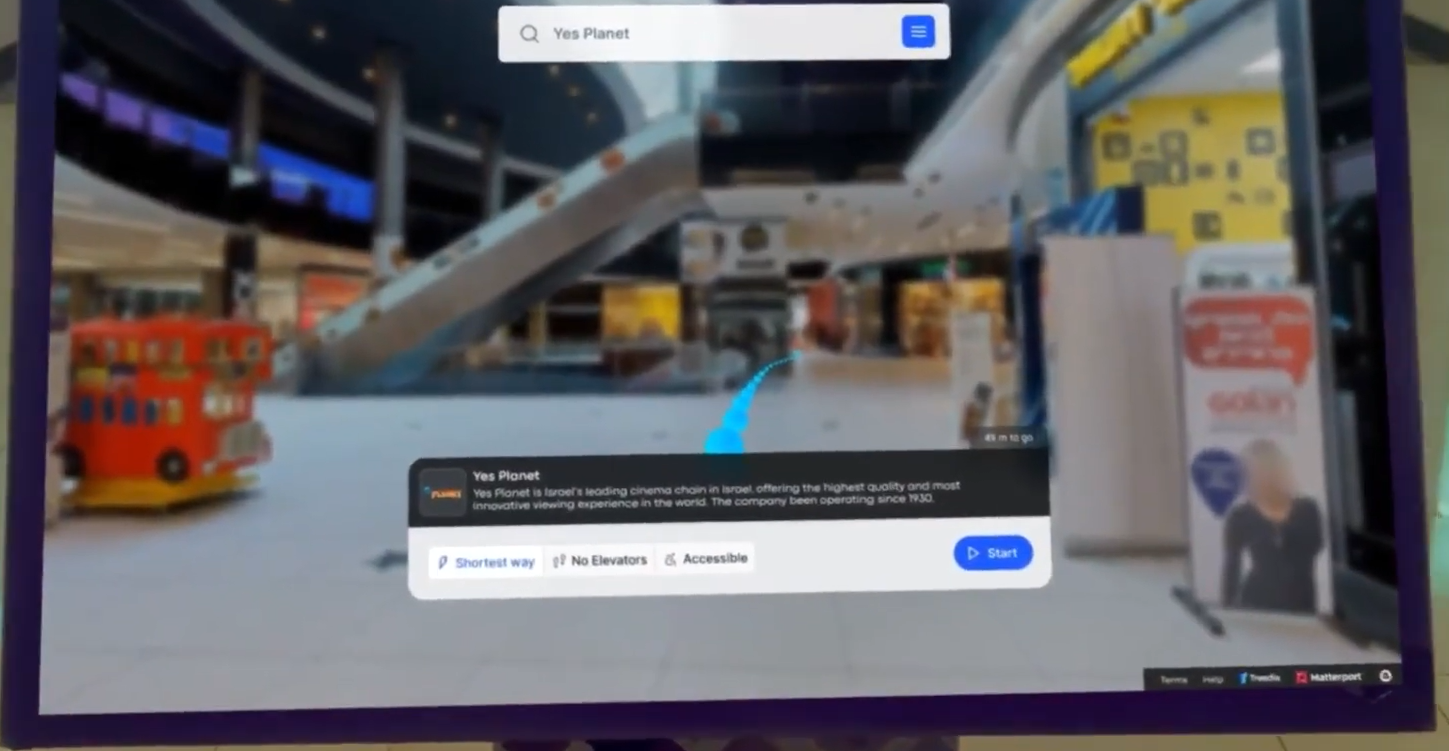 Yes Planet
49 m to go
Yes Planet
PLANET
Yes Planet is Israel's leading cinema chain in Israel, offering the highest quality and most
innovative viewing experience in the world. The company been operating since 1930.
Shortest way
No Elevators
Accessible
Start
Terms
Help
Treedis
Matterport